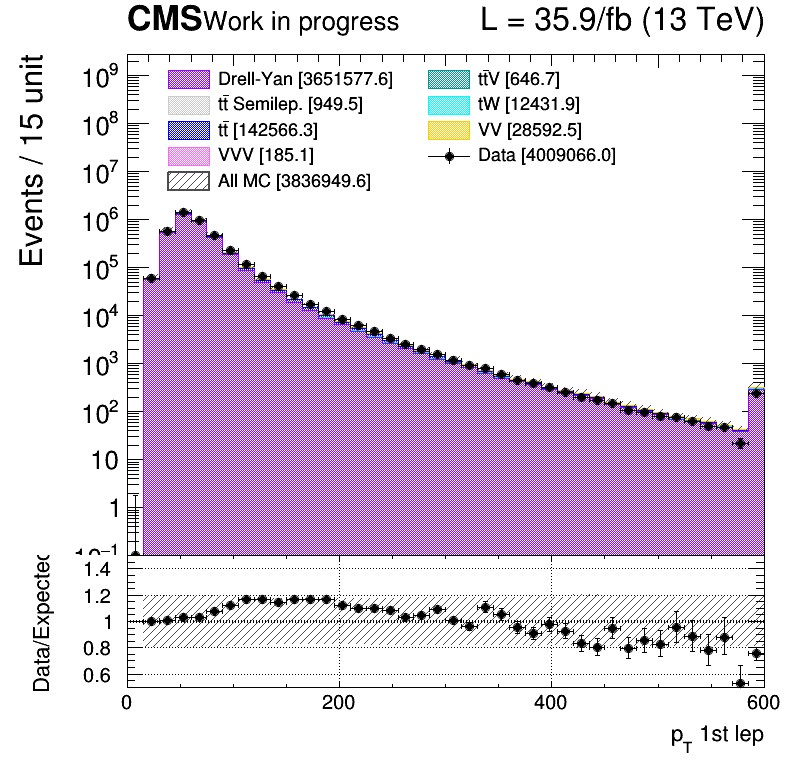 CMS Work in progress L = 35.9/fb (13 TeV)
Events / 15 unit
Drell-Yan [3651577.6] tt̄V [646.7]
tt̄ Semilep. [949.5] tW [12431.9]
tt̄ [142566.3] VV [28592.5]
VVV [185.1] Data [4009066.0]
All MC [3836949.6]
10⁹
10⁸
10⁷
10⁶
10⁵
10⁴
10³
10²
10
1
10⁻¹
Data/Expected
1.4
1.2
1
0.8
0.6
0 200 400 600
p_T 1st lep